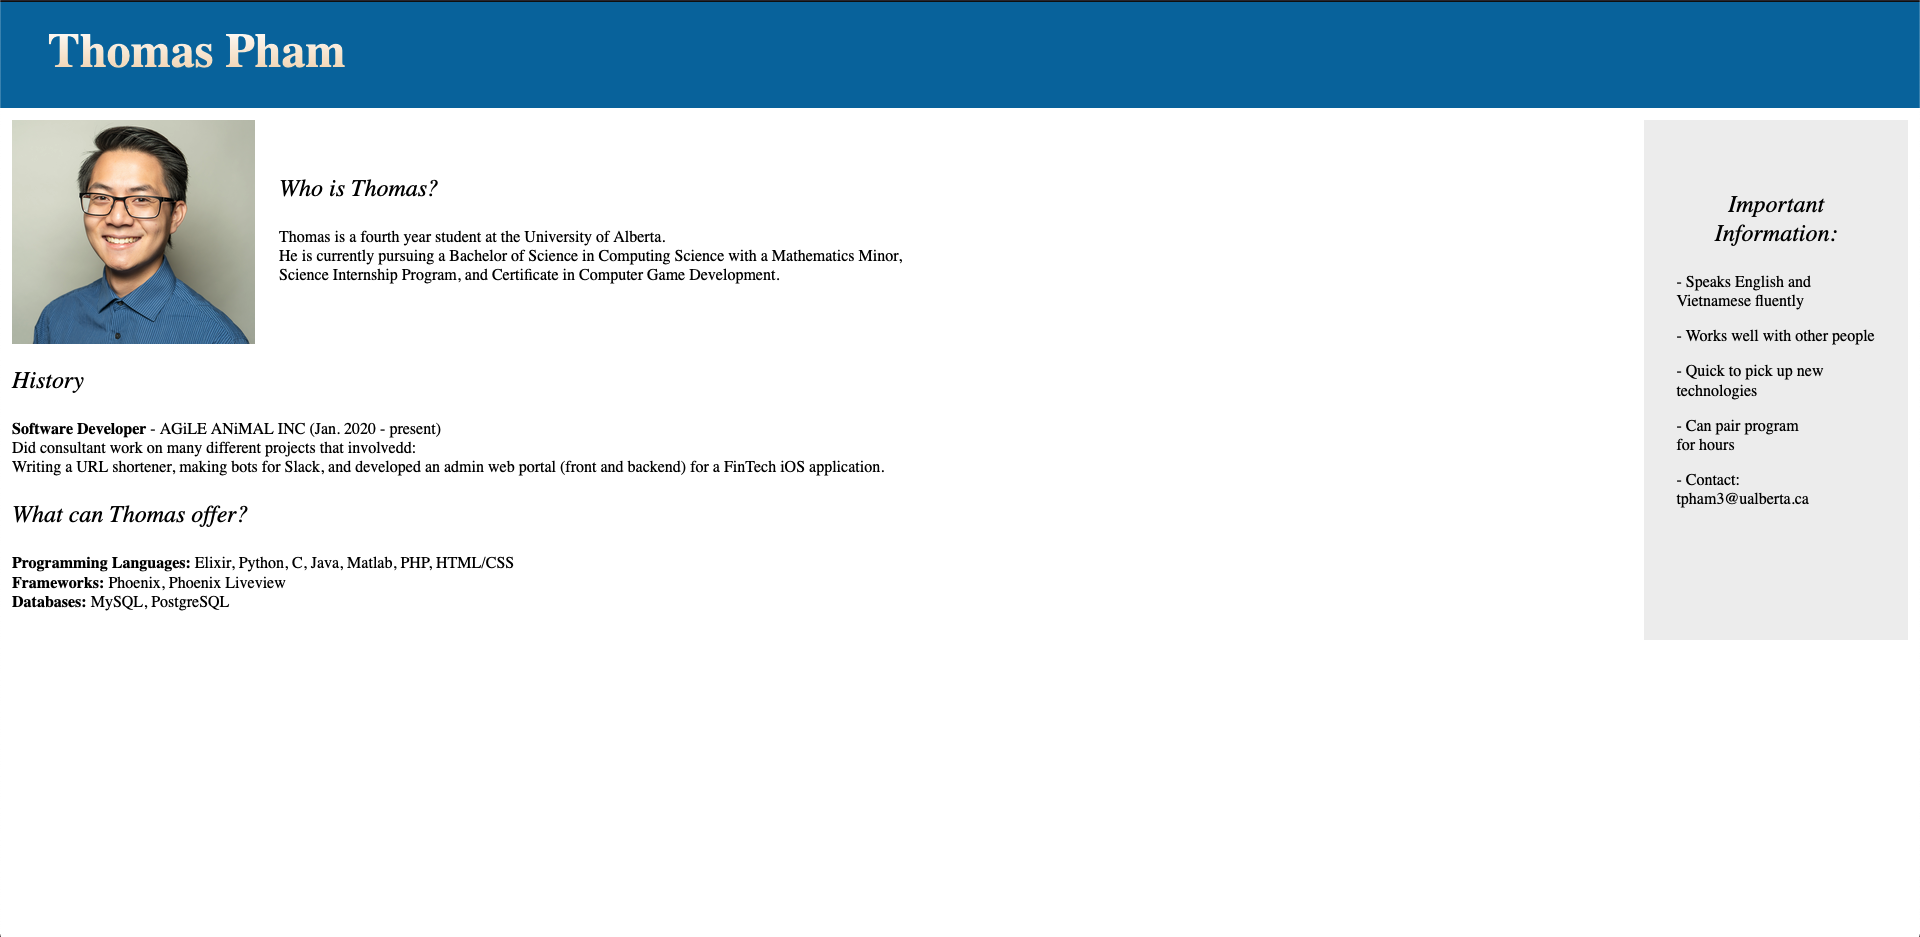 Thomas Pham
Who is Thomas?
Thomas is a fourth year student at the University of Alberta.
He is currently pursuing a Bachelor of Science in Computing Science with a Mathematics Minor,
Science Internship Program, and Certificate in Computer Game Development.
History
Software Developer - AGiLE ANiMAL INC (Jan. 2020 - present)
Did consultant work on many different projects that involvedd:
Writing a URL shortener, making bots for Slack, and developed an admin web portal (front and backend) for a FinTech iOS application.
What can Thomas offer?
Programming Languages: Elixir, Python, C, Java, Matlab, PHP, HTML/CSS
Frameworks: Phoenix, Phoenix Liveview
Databases: MySQL, PostgreSQL
Important
Information:
- Speaks English and
Vietnamese fluently
- Works well with other people
- Quick to pick up new
technologies
- Can pair program
for hours
- Contact:
tpham3@ualberta.ca